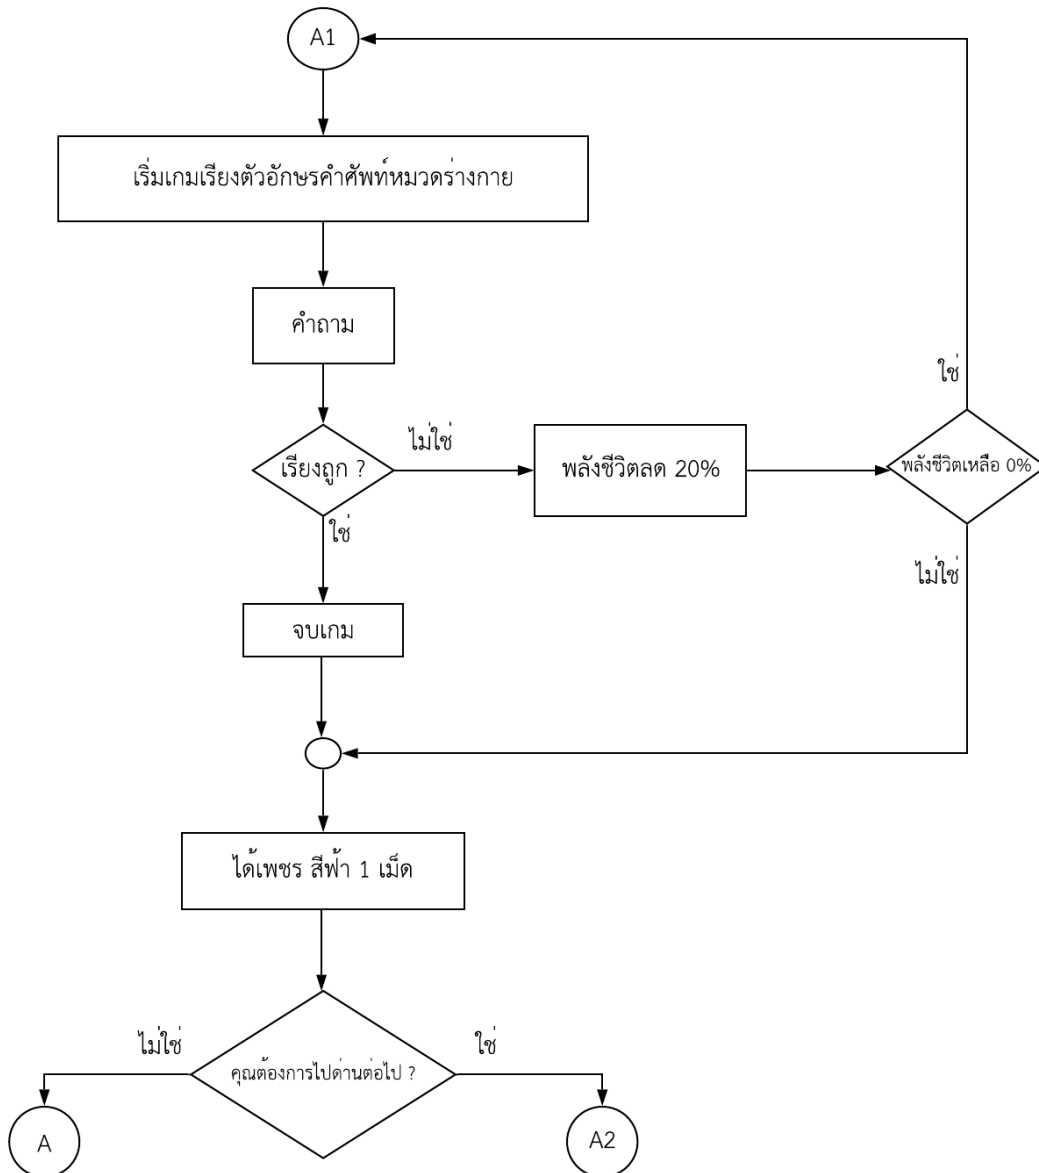 A1
เริ่มเกมเรียงตัวอักษรคำศัพท์หมวดร่างกาย
คำถาม
ใช่
เรียงถูก ?
ไม่ใช่
พลังชีวิตลด 20%
พลังชีวิตเหลือ 0%
ใช่
ไม่ใช่
จบเกม
ได้เพชร สีฟ้า 1 เม็ด
ไม่ใช่
ใช่
คุณต้องการไปด่านต่อไป ?
A
A2